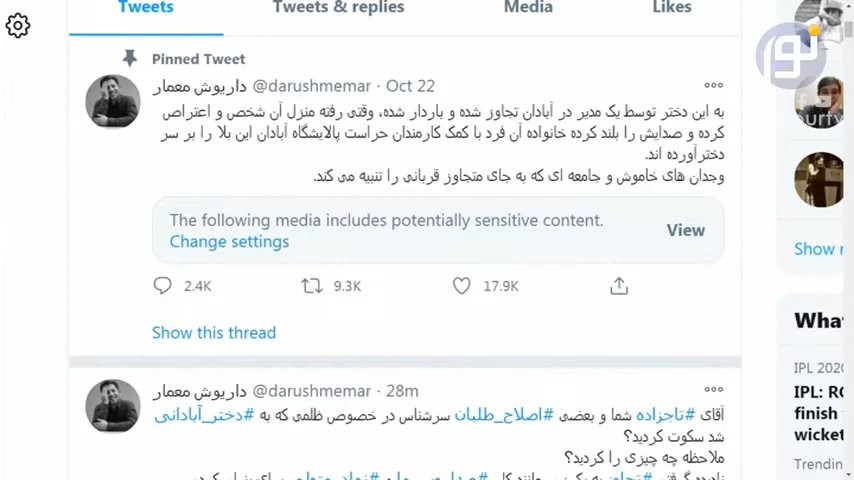 Tweets Tweets & replies Media Likes
Pinned Tweet
داریوش معمار @darushmemar · Oct 22
به این دختر توسط یک مدیر در آبادان تجاوز شده و باردار شده، وقتی رفته منزل آن شخص و اعتراض
کرده و صدایش را بلند کرده خانواده آن فرد با کمک کارمندان حراست پالایشگاه آبادان این بلا را بر سر
دخترآورده اند.
وجدان های خاموش و جامعه ای که به جای متجاوز قربانی را تنبیه می کند.
The following media includes potentially sensitive content.
Change settings
View
2.4K 9.3K 17.9K
Show this thread
داریوش معمار @darushmemar · 28m
آقای #تاجزاده شما و بعضی #اصلاح_طلبان سرشناس در خصوص ظلمی که به #دختر_آبادانی
شد سکوت کردید؟
ملاحظه چه چیزی را کردید؟
نور
Show
What
IPL 2020
IPL: RC
finish
wicket
Trending